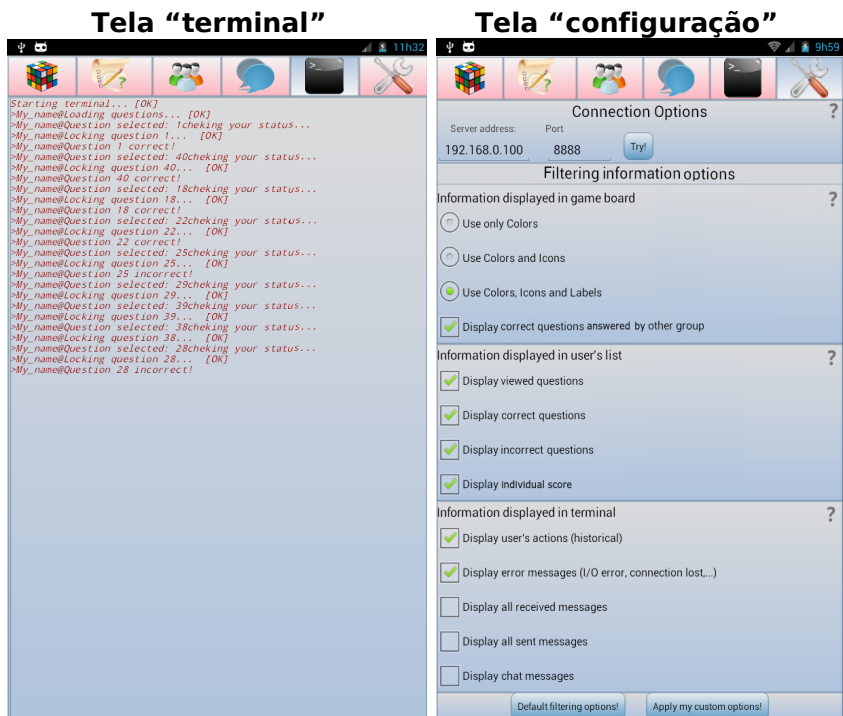 Tela “terminal”
11h32
>_
Starting terminal... [OK]
>My_name@Loading questions... [OK]
>My_name@Question selected: 1cheking your status...
>My_name@Locking question 1... [OK]
>My_name@Question 1 correct!
>My_name@Question selected: 40cheking your status...
>My_name@Locking question 40... [OK]
>My_name@Question 40 correct!
>My_name@Question selected: 18cheking your status...
>My_name@Locking question 18... [OK]
>My_name@Question 18 correct!
>My_name@Question selected: 22cheking your status...
>My_name@Locking question 22... [OK]
>My_name@Question 22 correct!
>My_name@Question selected: 25cheking your status...
>My_name@Locking question 25... [OK]
>My_name@Question 25 incorrect!
>My_name@Question selected: 29cheking your status...
>My_name@Locking question 29... [OK]
>My_name@Question selected: 39cheking your status...
>My_name@Locking question 39... [OK]
>My_name@Question selected: 38cheking your status...
>My_name@Locking question 38... [OK]
>My_name@Question selected: 28cheking your status...
>My_name@Locking question 28... [OK]
>My_name@Question 28 incorrect!
Tela “configuração”
9h59
>_
Connection Options ?
Server address: Port
192.168.0.100 8888 Try!
Filtering information options
Information displayed in game board ?
Use only Colors
Use Colors and Icons
Use Colors, Icons and Labels
Display correct questions answered by other group
Information displayed in user's list ?
Display viewed questions
Display correct questions
Display incorrect questions
Display individual score
Information displayed in terminal ?
Display user's actions (historical)
Display error messages (I/O error, connection lost,...)
Display all received messages
Display all sent messages
Display chat messages
Default filtering options! Apply my custom options!